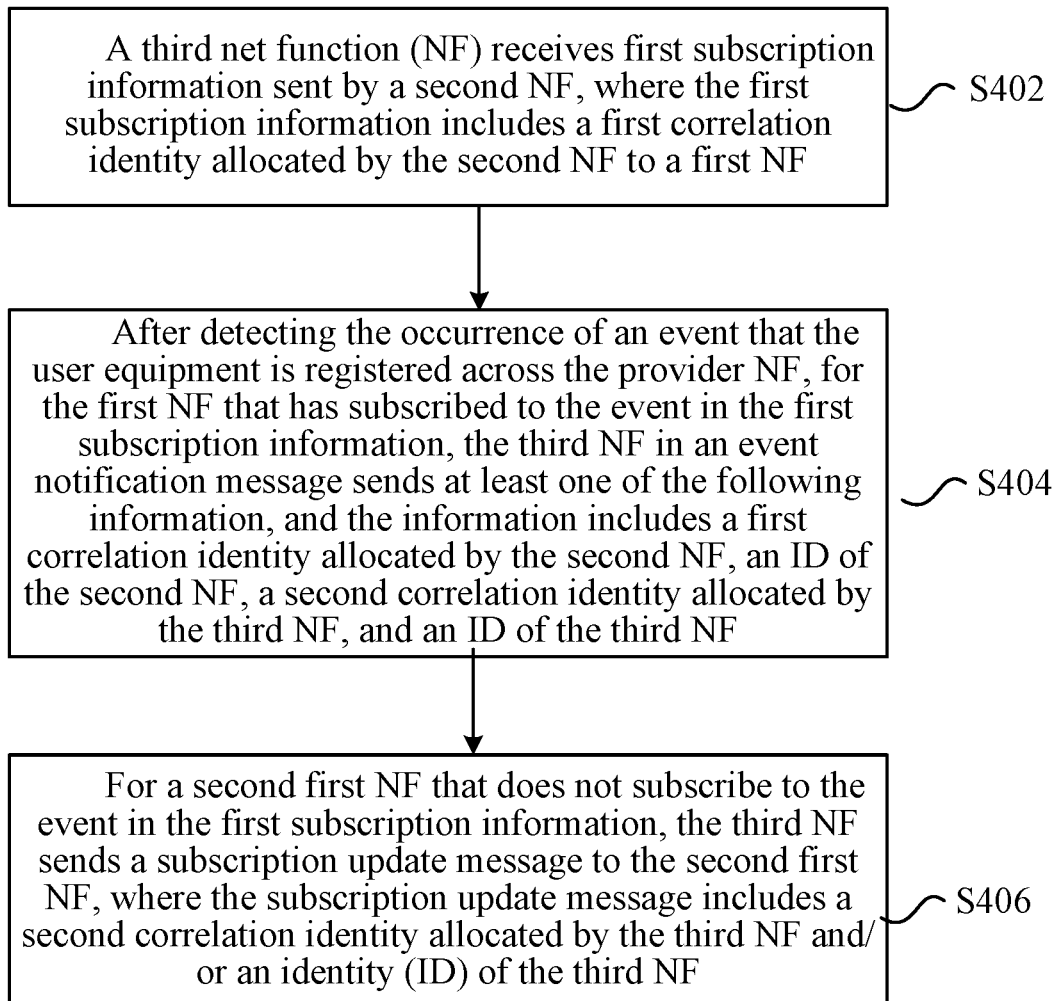 A third net function (NF) receives first subscription
information sent by a second NF, where the first
subscription information includes a first correlation
identity allocated by the second NF to a first NF
S402
After detecting the occurrence of an event that the
user equipment is registered across the provider NF, for
the first NF that has subscribed to the event in the first
subscription information, the third NF in an event
notification message sends at least one of the following
information, and the information includes a first
correlation identity allocated by the second NF, an ID of
the second NF, a second correlation identity allocated by
the third NF, and an ID of the third NF
S404
For a second first NF that does not subscribe to the
event in the first subscription information, the third NF
sends a subscription update message to the second first
NF, where the subscription update message includes a
second correlation identity allocated by the third NF and/
or an identity (ID) of the third NF
S406